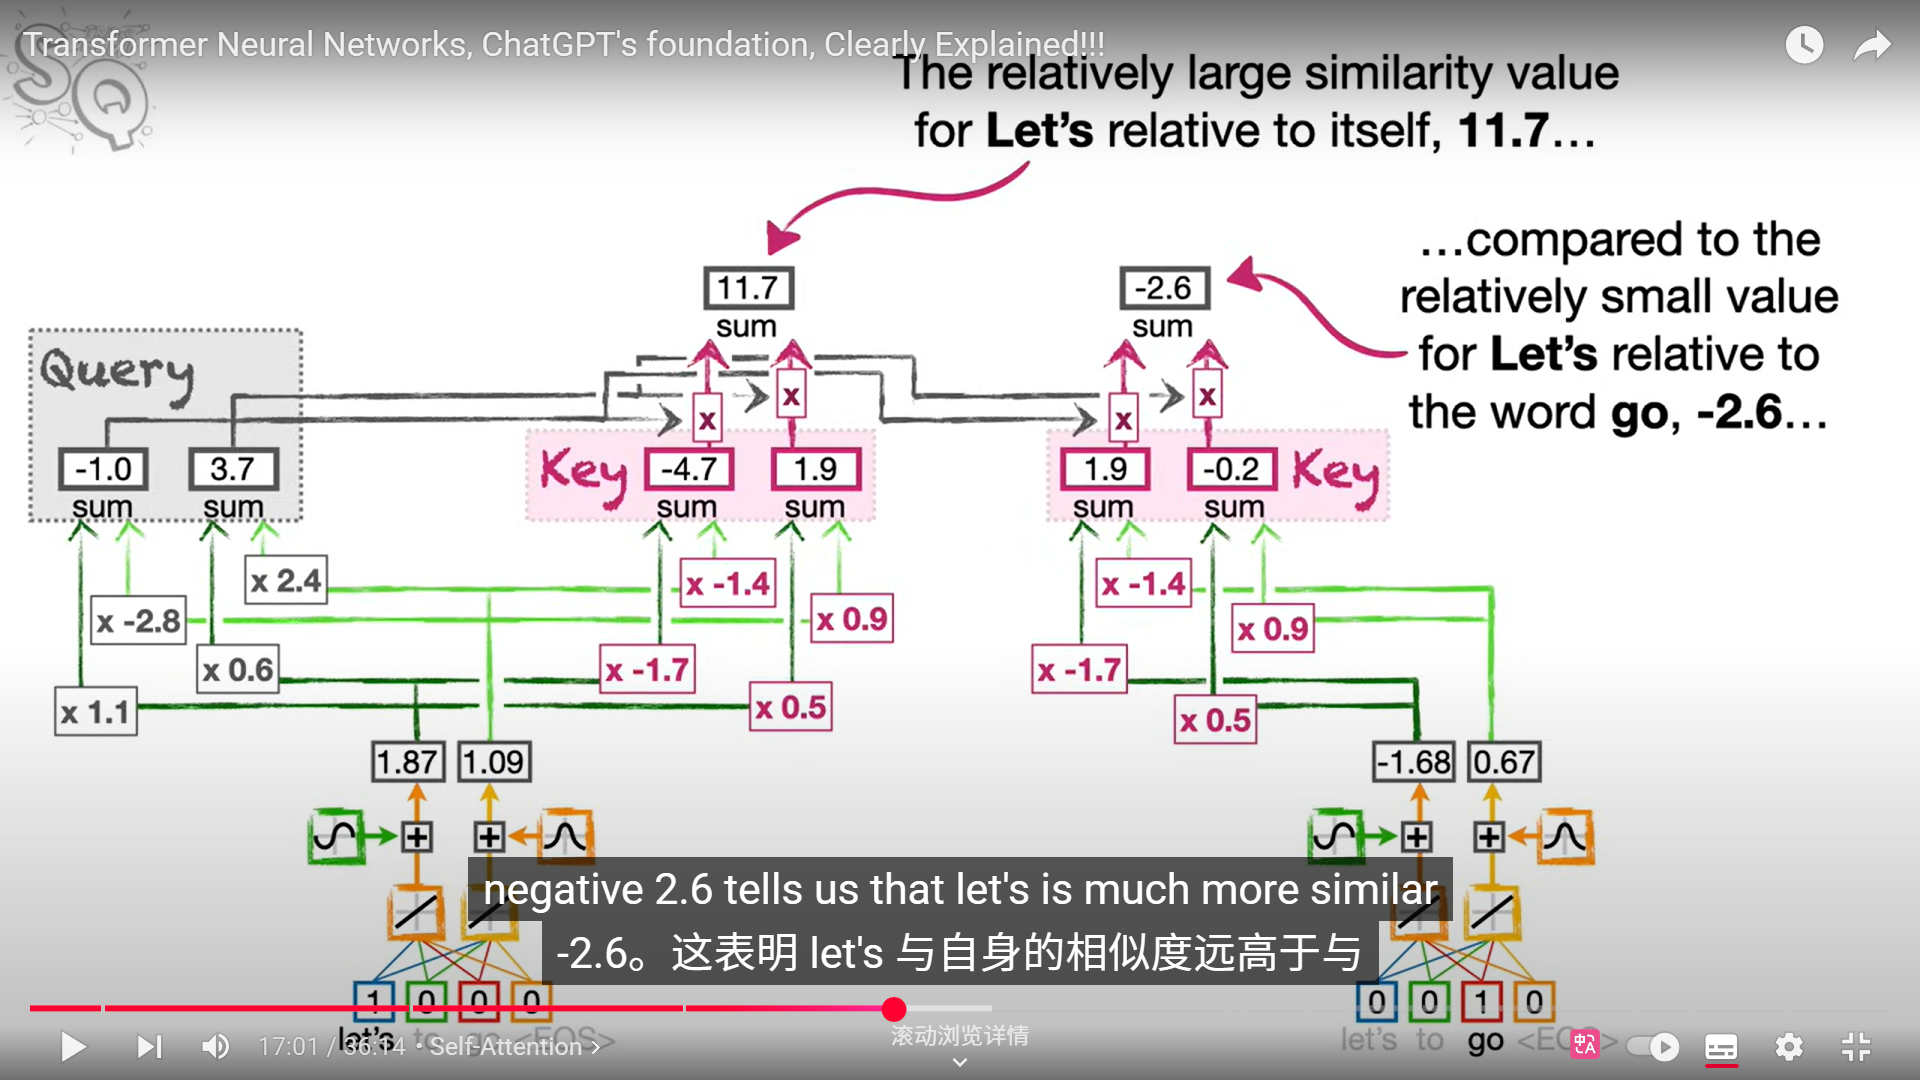 Transformer Neural Networks, ChatGPT's foundation, Clearly Explained!!!
SQ
The relatively large similarity value
for Let's relative to itself, 11.7...
...compared to the
relatively small value
for Let's relative to
the word go, -2.6...
11.7
sum
-2.6
sum
Query
x
x
x
x
-1.0
3.7
sum
sum
Key
-4.7
1.9
sum
sum
1.9
-0.2
Key
sum
sum
x 2.4
x -2.8
x 0.6
x 1.1
x -1.4
x 0.9
x -1.7
x 0.5
x -1.4
x 0.9
x -1.7
x 0.5
1.87
1.09
-1.68
0.67
+
+
+
+
negative 2.6 tells us that let's is much more similar
-2.6。这表明 let's 与自身的相似度远高于与
1 0 0 0
let's to go <EOS>
0 0 1 0
let's to go <EOS>
17:01 / 36:14 • Self-Attention >
滚动浏览详情
中A